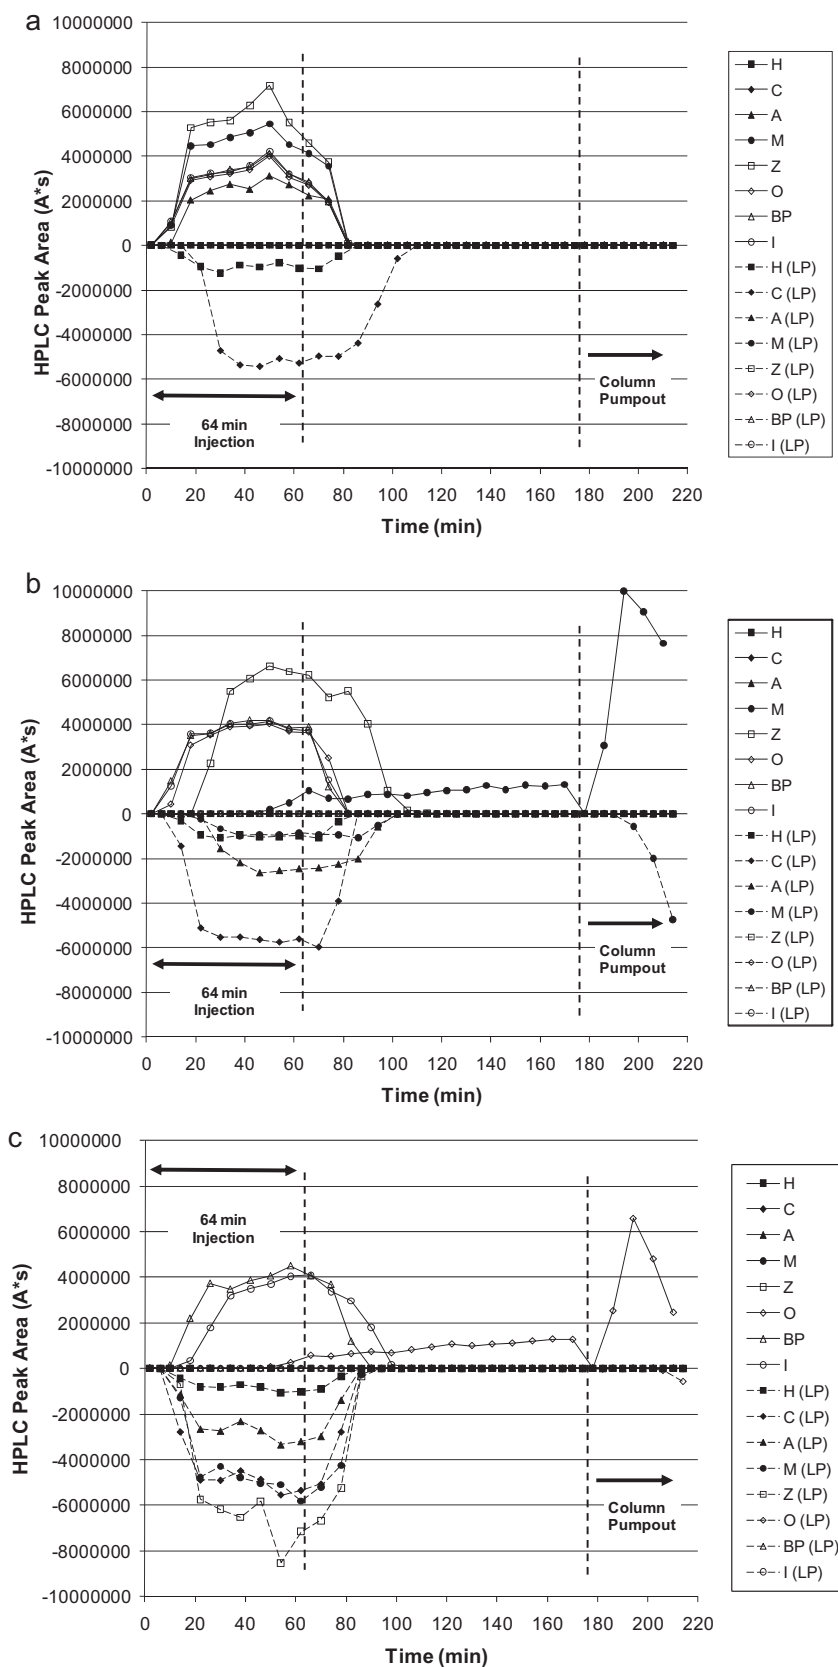 a
10000000
8000000
6000000
4000000
2000000
0
-2000000
-4000000
-6000000
-8000000
-10000000
HPLC Peak Area (A*s)
64 min
Injection
Column
Pumpout
0 20 40 60 80 100 120 140 160 180 200 220
Time (min)
H
C
A
M
Z
O
BP
I
H (LP)
C (LP)
A (LP)
M (LP)
Z (LP)
O (LP)
BP (LP)
I (LP)
b
10000000
8000000
6000000
4000000
2000000
0
-2000000
-4000000
-6000000
-8000000
-10000000
HPLC Peak Area (A*s)
64 min
Injection
Column
Pumpout
0 20 40 60 80 100 120 140 160 180 200 220
Time (min)
H
C
A
M
Z
O
BP
I
H (LP)
C (LP)
A (LP)
M (LP)
Z (LP)
O (LP)
BP (LP)
I (LP)
c
10000000
8000000
6000000
4000000
2000000
0
-2000000
-4000000
-6000000
-8000000
-10000000
HPLC Peak Area (A*s)
64 min
Injection
Column
Pumpout
0 20 40 60 80 100 120 140 160 180 200 220
Time (min)
H
C
A
M
Z
O
BP
I
H (LP)
C (LP)
A (LP)
M (LP)
Z (LP)
O (LP)
BP (LP)
I (LP)